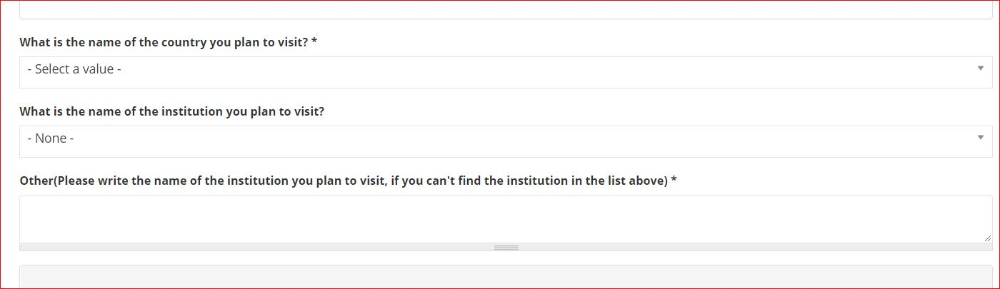 What is the name of the country you plan to visit? *
- Select a value -
What is the name of the institution you plan to visit?
- None -
Other(Please write the name of the institution you plan to visit, if you can't find the institution in the list above) *